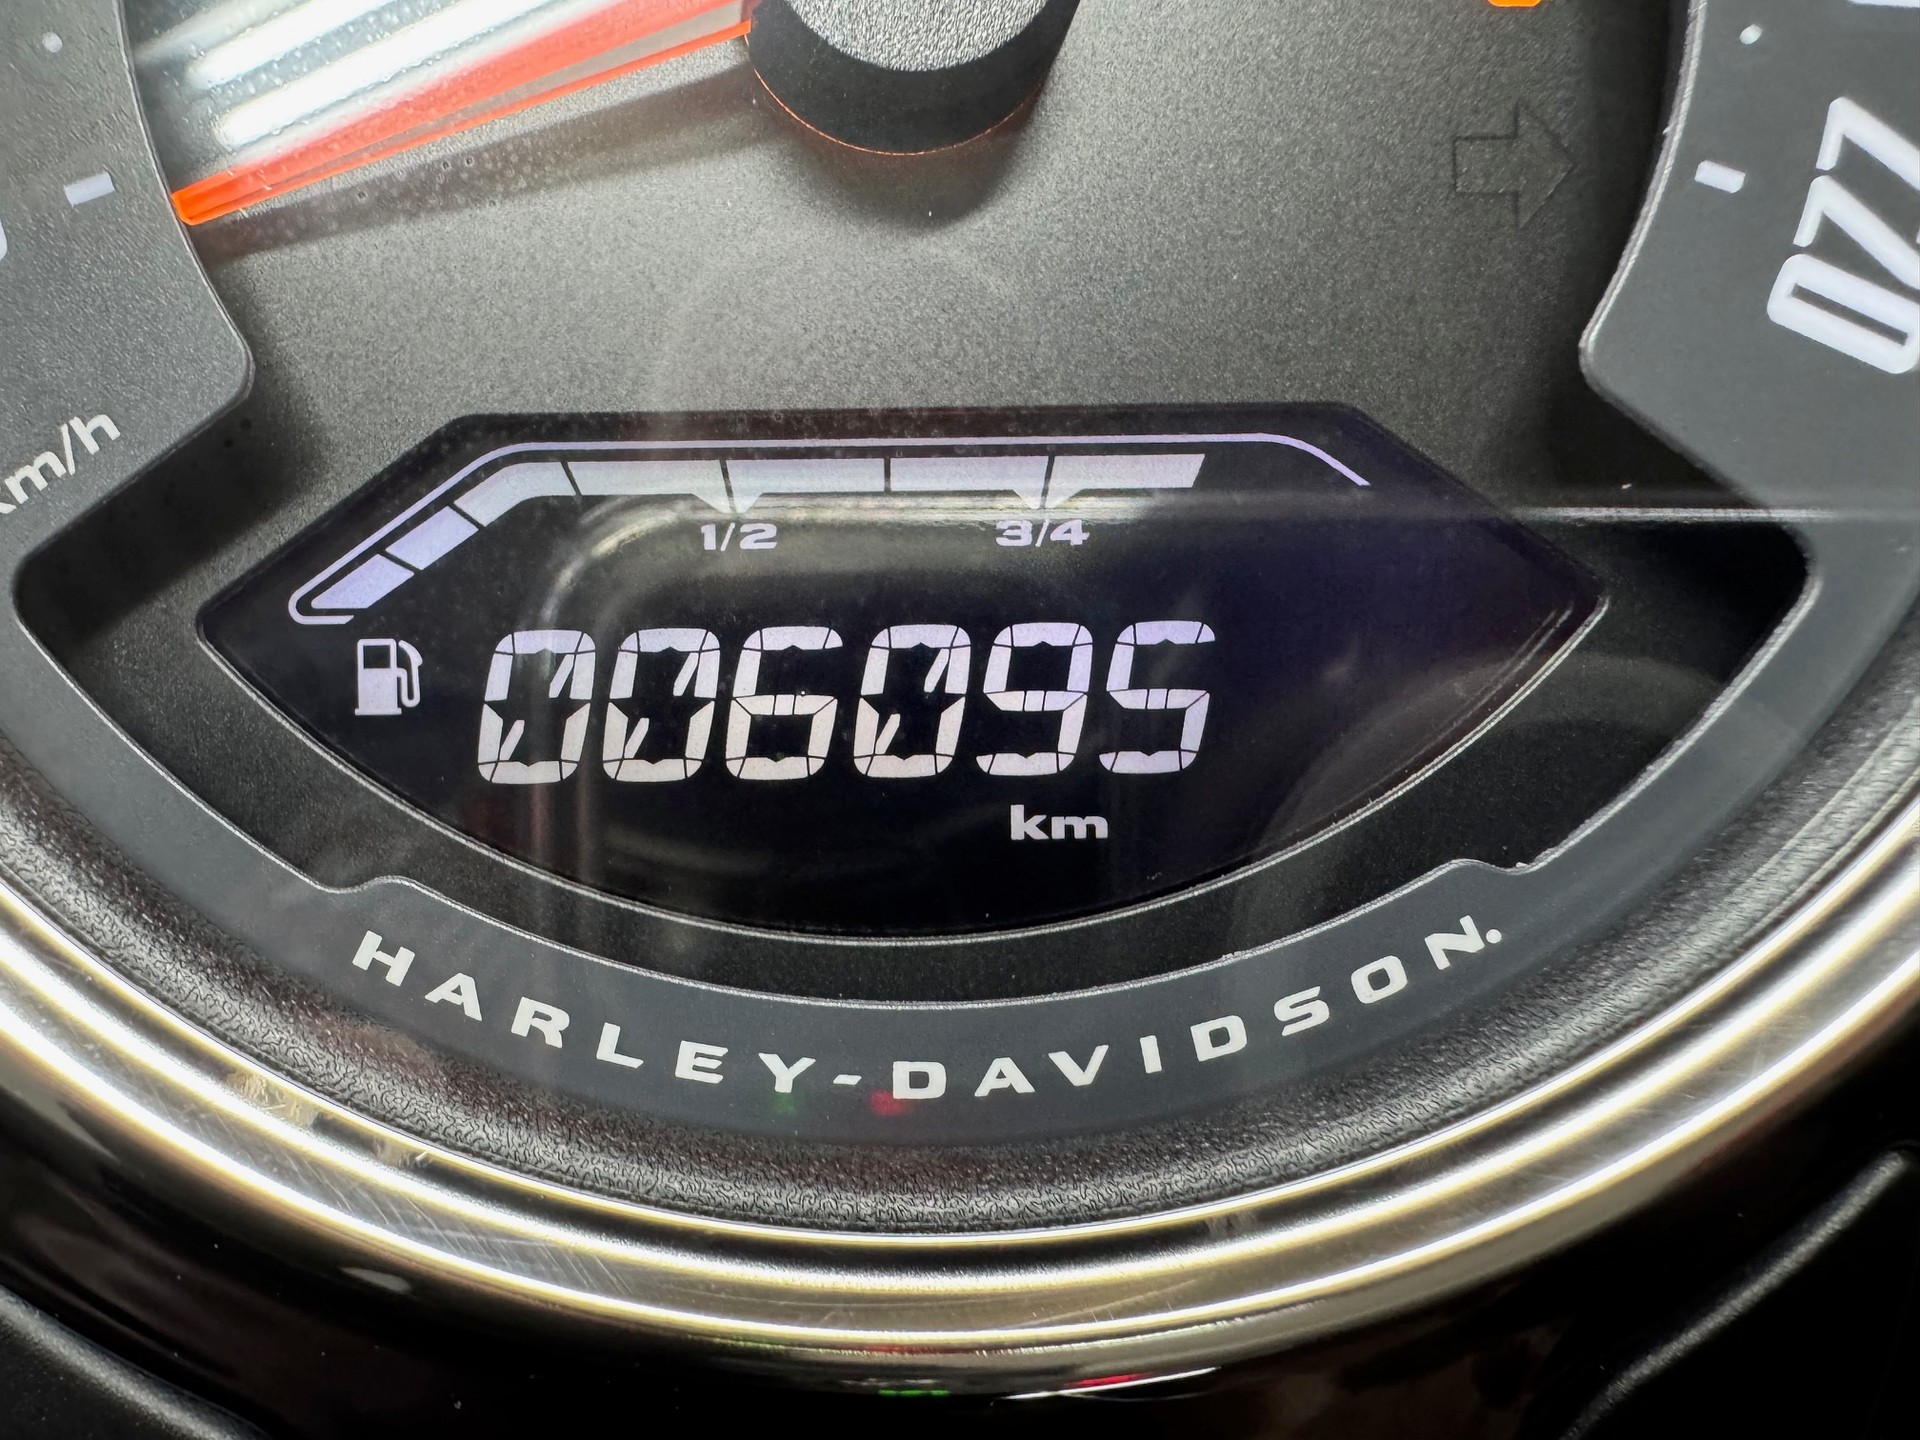 220
km/h
1/2 3/4
006095
km
HARLEY-DAVIDSON.